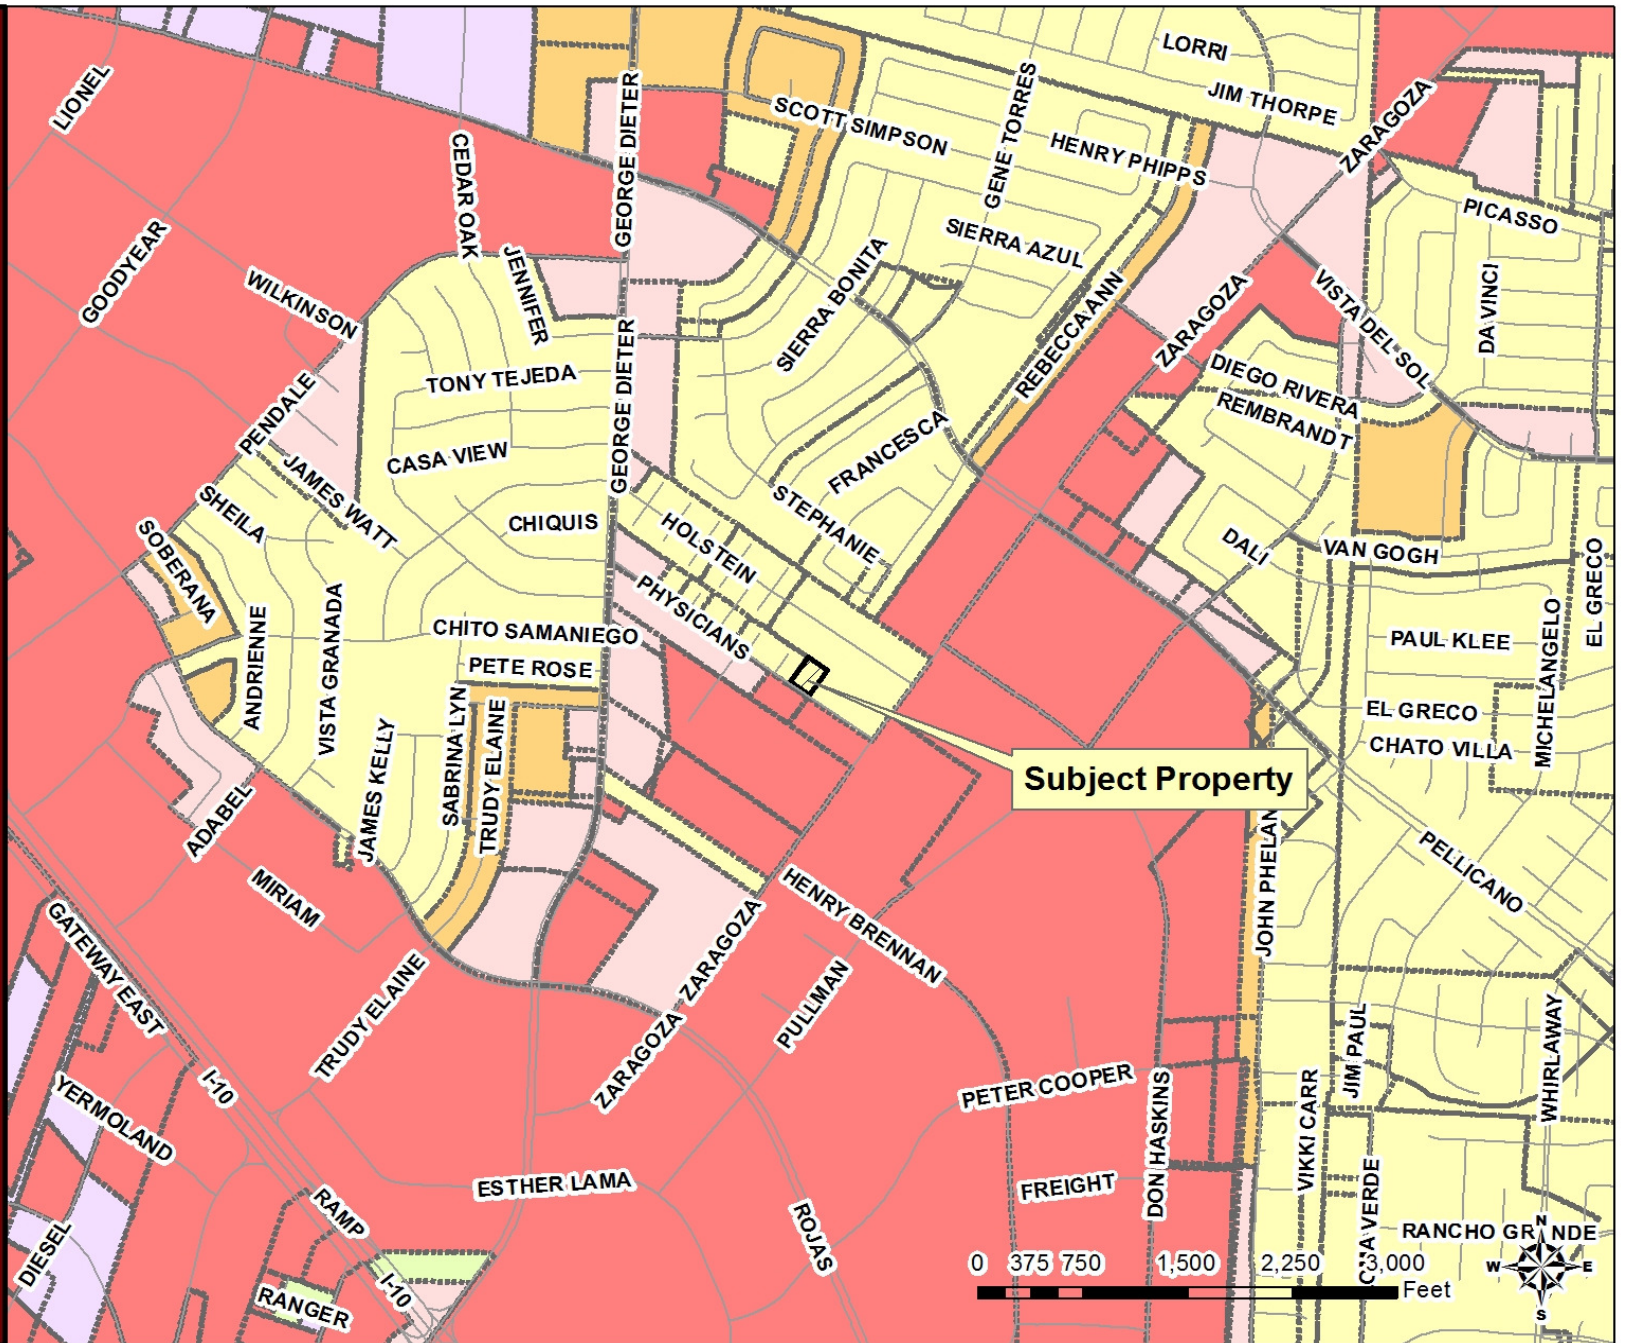 LORRI
LIONEL
JIM THORPE
ZARAGOZA
GEORGE DIETER
SCOTT SIMPSON
GENE TORRES
HENRY PHIPPS
CEDAR OAK
PICASSO
GOODYEAR
JENNIFER
SIERRA AZUL
WILKINSON
SIERRA BONITA
REBECCA ANN
ZARAGOZA
VISTA DEL SOL
DA VINCI
TONY TEJEDA
GEORGE DIETER
DIEGO RIVERA
REMBRANDT
PENDALE
CASA VIEW
FRANCESCA
JAMES WATT
SHEILA
CHIQUIS
HOLSTEIN
STEPHANIE
SOBERANA
DALI
VAN GOGH
EL GRECO
PHYSICIANS
ANDRIENNE
VISTA GRANADA
CHITO SAMANIEGO
PETE ROSE
PAUL KLEE
MICHELANGELO
EL GRECO
CHATO VILLA
SABRINA LYN
TRUDY ELAINE
JAMES KELLY
Subject Property
ADABEL
JOHN PHELAN
PELLICANO
MIRIAM
HENRY BRENNAN
GATEWAY EAST
ZARAGOZA
TRUDY ELAINE
PULLMAN
ZARAGOZA
I-10
YERMOLAND
PETER COOPER
DON HASKINS
VIKKI CARR
JIM PAUL
WHIRLAWAY
ESTHER LAMA
FREIGHT
RAMP
ROJAS
DIESEL
I-10
RANGER
RANCHO GR NDE
N
W E
S
0 375 750 1,500 2,250 3,000
Feet